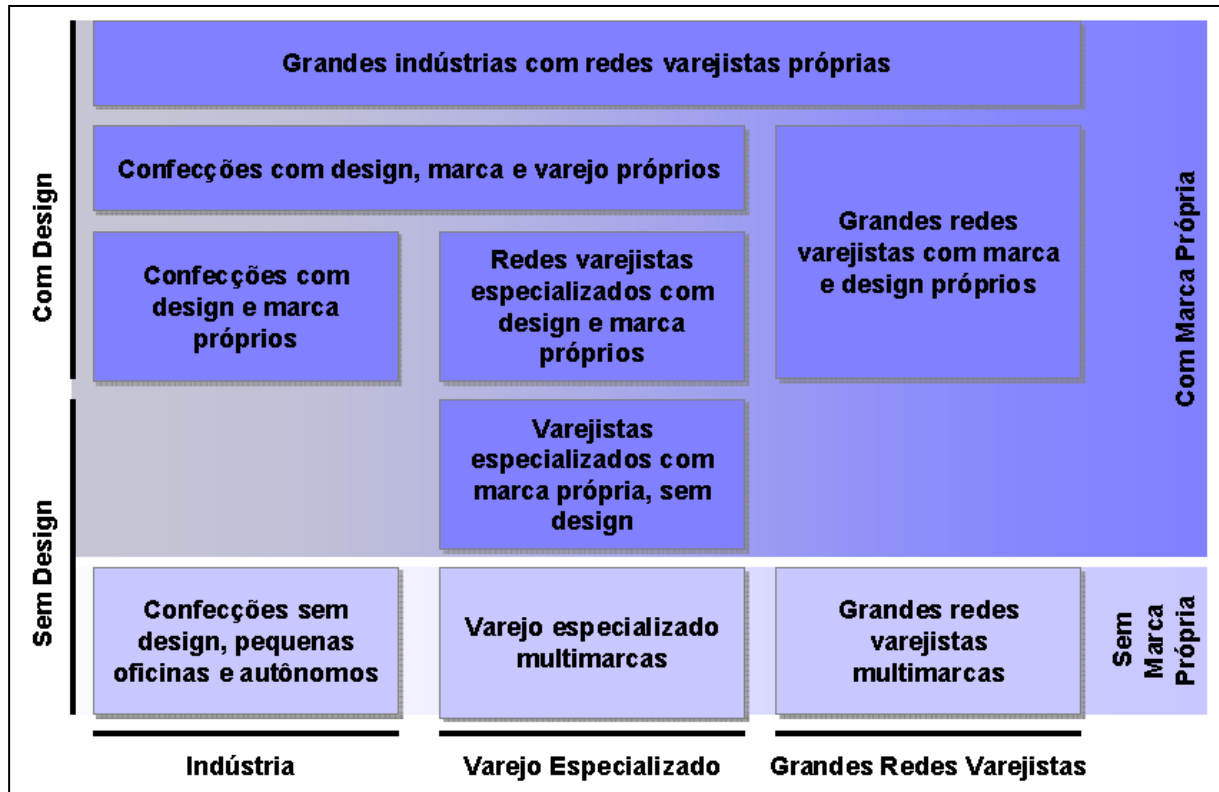 Grandes indústrias com redes varejistas próprias
Confecções com design, marca e varejo próprios
Grandes redes
varejistas com marca
e design próprios
Confecções com
design e marca
próprios
Redes varejistas
especializados com
design e marca
próprios
Com Design
Com Marca Própria
Varejistas
especializados com
marca própria, sem
design
Sem Design
Confecções sem
design, pequenas
oficinas e autônomos
Varejo especializado
multimarcas
Grandes redes
varejistas
multimarcas
Sem
Marca
Própria
Indústria
Varejo Especializado
Grandes Redes Varejistas